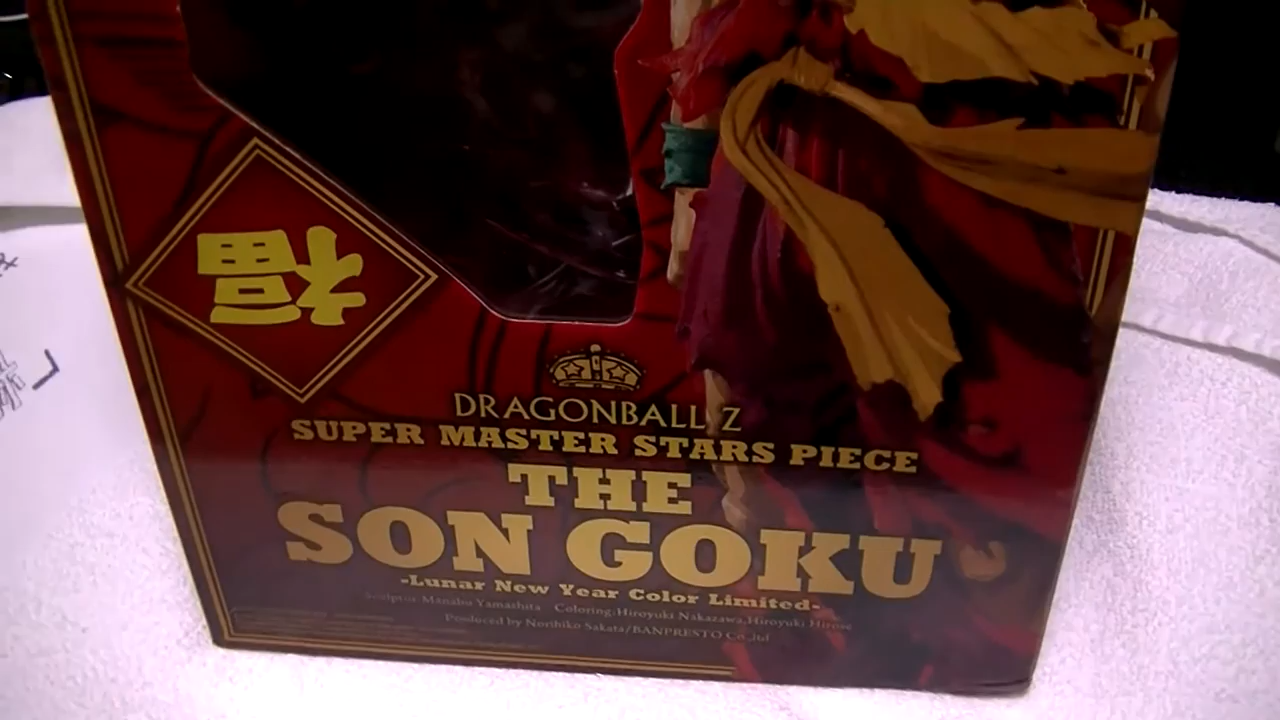 福
DRAGONBALL Z
SUPER MASTER STARS PIECE
THE
SON GOKU
-Lunar New Year Color Limited-
Sculptor:Manabu Yamashita Coloring:Hiroyuki Nakazawa,Hiroyuki Hirose
Produced by Norihiko Sakata/BANPRESTO Co.,ltd